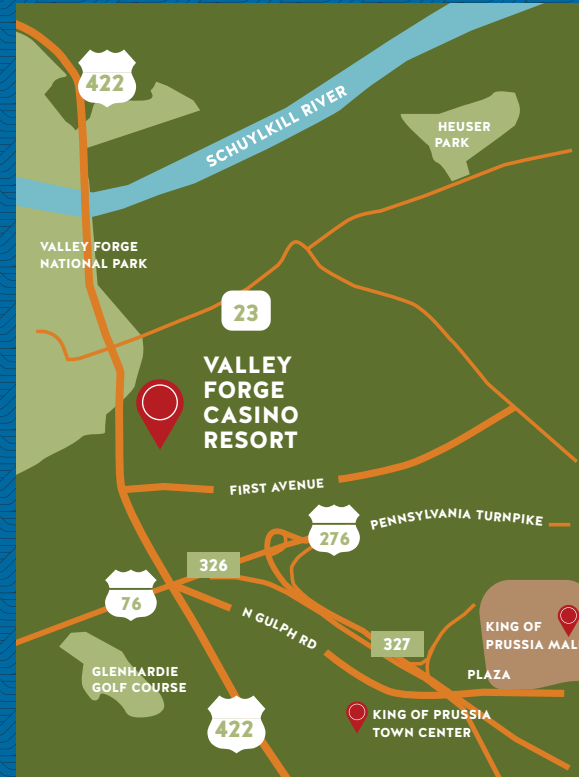 422
SCHUYLKILL RIVER
HEUSER
PARK
VALLEY FORGE
NATIONAL PARK
23
VALLEY
FORGE
CASINO
RESORT
FIRST AVENUE
276
PENNSYLVANIA TURNPIKE
326
76
N GULPH RD
327
KING OF
PRUSSIA MAL
PLAZA
GLENHARDIE
GOLF COURSE
422
KING OF PRUSSIA
TOWN CENTER